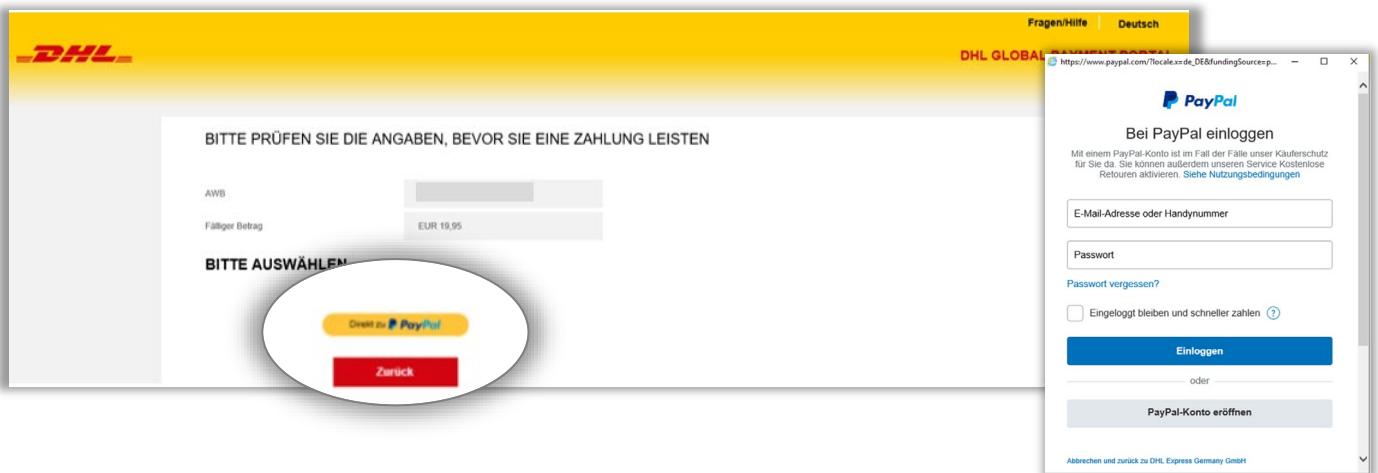 Fragen/Hilfe Deutsch
DHL
DHL GLOBAL PAYMENT PORTAL
BITTE PRÜFEN SIE DIE ANGABEN, BEVOR SIE EINE ZAHLUNG LEISTEN
AWB
Fälliger Betrag EUR 19,95
BITTE AUSWÄHLEN
Direkt zu PayPal
Zurück
https://www.paypal.com/?locale.x=de_DE&fundingSource=p...
PayPal
Bei PayPal einloggen
Mit einem PayPal-Konto ist im Fall der Fälle unser Käuferschutz
für Sie da. Sie können außerdem unseren Service Kostenlose
Retouren aktivieren. Siehe Nutzungsbedingungen
E-Mail-Adresse oder Handynummer
Passwort
Passwort vergessen?
Eingeloggt bleiben und schneller zahlen ?
Einloggen
oder
PayPal-Konto eröffnen
Abbrechen und zurück zu DHL Express Germany GmbH